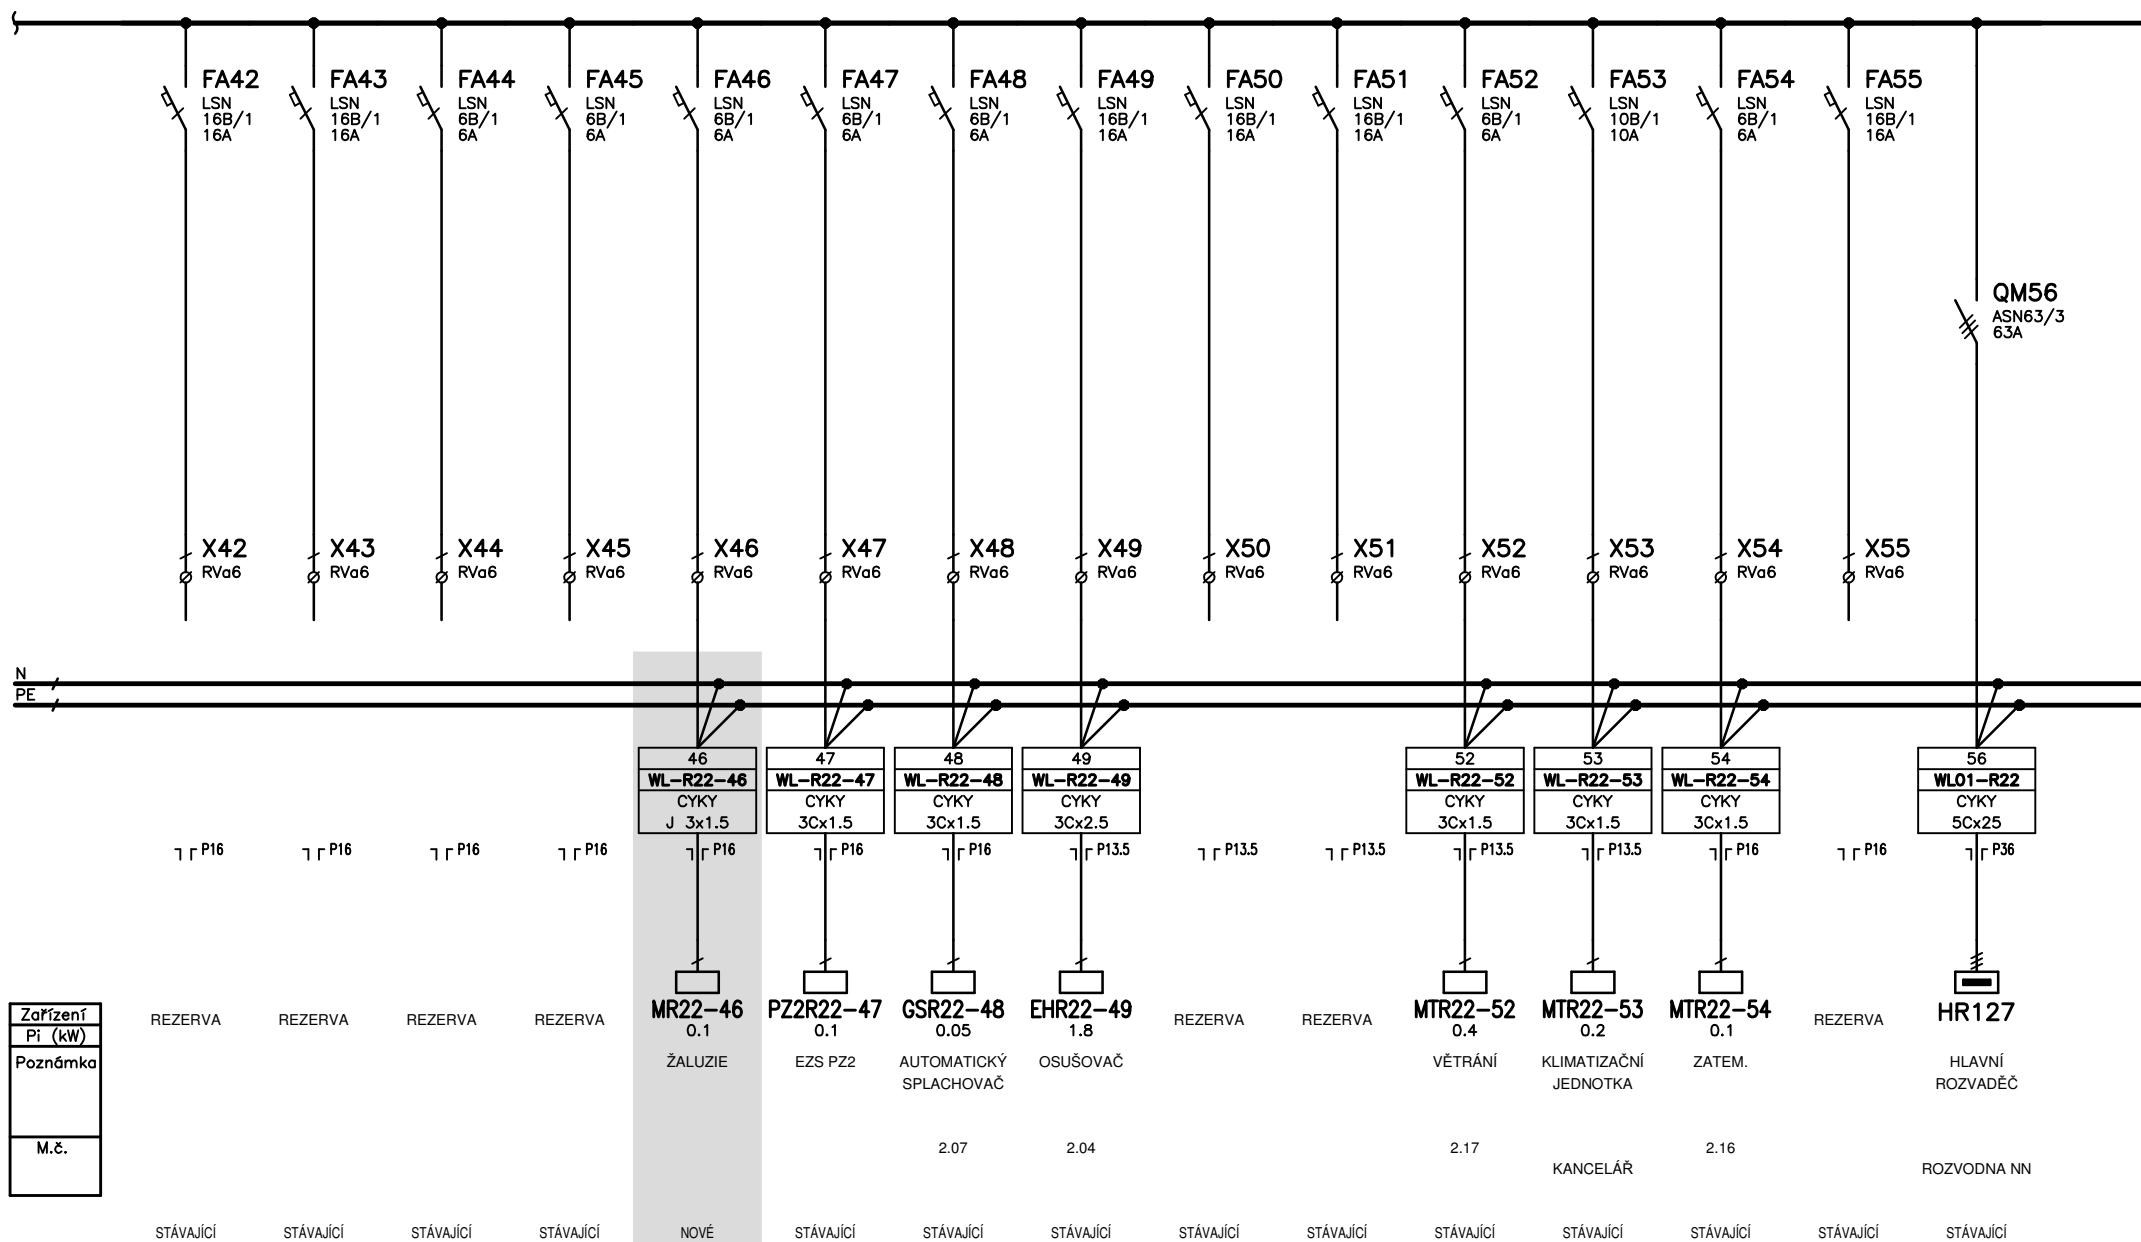 FA42
LSN
16B/1
16A
FA43
LSN
16B/1
16A
FA44
LSN
6B/1
6A
FA45
LSN
6B/1
6A
FA46
LSN
6B/1
6A
FA47
LSN
6B/1
6A
FA48
LSN
6B/1
6A
FA49
LSN
16B/1
16A
FA50
LSN
16B/1
16A
FA51
LSN
16B/1
16A
FA52
LSN
6B/1
6A
FA53
LSN
10B/1
10A
FA54
LSN
6B/1
6A
FA55
LSN
16B/1
16A
QM56
ASN63/3
63A
X42
RVa6
X43
RVa6
X44
RVa6
X45
RVa6
X46
RVa6
X47
RVa6
X48
RVa6
X49
RVa6
X50
RVa6
X51
RVa6
X52
RVa6
X53
RVa6
X54
RVa6
X55
RVa6
N
PE
46
WL-R22-46
CYKY
J 3x1.5
47
WL-R22-47
CYKY
3Cx1.5
48
WL-R22-48
CYKY
3Cx1.5
49
WL-R22-49
CYKY
3Cx2.5
52
WL-R22-52
CYKY
3Cx1.5
53
WL-R22-53
CYKY
3Cx1.5
54
WL-R22-54
CYKY
3Cx1.5
56
WL01-R22
CYKY
5Cx25
P16
P16
P16
P16
P16
P16
P16
P13.5
P13.5
P13.5
P13.5
P13.5
P16
P16
P36
Zařízení
Pi (kW)
Poznámka
M.č.
REZERVA
REZERVA
REZERVA
REZERVA
MR22-46
0.1
ŽALUZIE
PZ2R22-47
0.1
EZS PZ2
GSR22-48
0.05
AUTOMATICKÝ
SPLACHOVAČ
2.07
EHR22-49
1.8
OSUŠOVAČ
2.04
REZERVA
REZERVA
MTR22-52
0.4
VĚTRÁNÍ
2.17
MTR22-53
0.2
KLIMATIZAČNÍ
JEDNOTKA
KANCELÁŘ
MTR22-54
0.1
ZATEM.
2.16
REZERVA
HR127
HLAVNÍ
ROZVADĚČ
ROZVODNA NN
STÁVAJÍCÍ
STÁVAJÍCÍ
STÁVAJÍCÍ
STÁVAJÍCÍ
NOVÉ
STÁVAJÍCÍ
STÁVAJÍCÍ
STÁVAJÍCÍ
STÁVAJÍCÍ
STÁVAJÍCÍ
STÁVAJÍCÍ
STÁVAJÍCÍ
STÁVAJÍCÍ
STÁVAJÍCÍ
STÁVAJÍCÍ